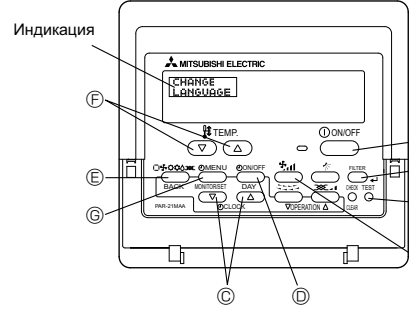 Индикация
MITSUBISHI ELECTRIC
CHANGE
LANGUAGE
TEMP.
ON/OFF
MENU
ON/OFF
FILTER
BACK
MONITOR/SET
DAY
CHECK TEST
PAR-21MAA
CLOCK
OPERATION
CLEAR
F
E
G
C
D